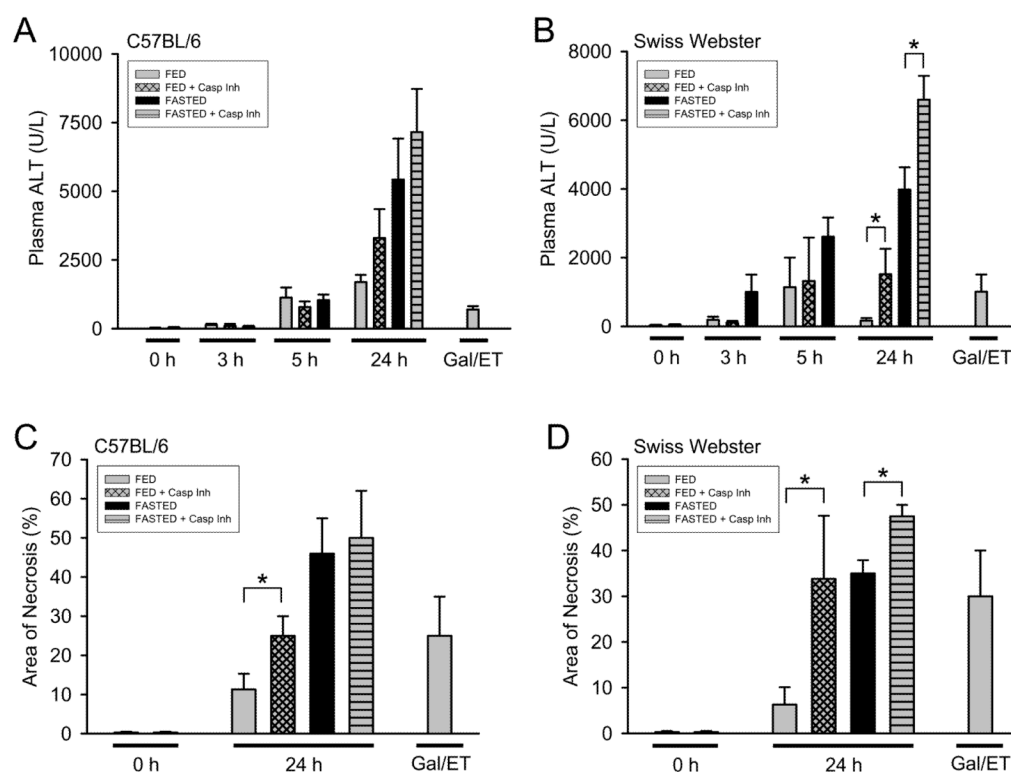 A
C57BL/6
Plasma ALT (U/L)
10000
7500
5000
2500
0
FED
FED + Casp Inh
FASTED
FASTED + Casp Inh
0 h 3 h 5 h 24 h Gal/ET
B
Swiss Webster
Plasma ALT (U/L)
8000
6000
4000
2000
0
FED
FED + Casp Inh
FASTED
FASTED + Casp Inh
*
*
0 h 3 h 5 h 24 h Gal/ET
C
C57BL/6
Area of Necrosis (%)
70
60
50
40
30
20
10
0
FED
FED + Casp Inh
FASTED
FASTED + Casp Inh
*
0 h 24 h Gal/ET
D
Swiss Webster
Area of Necrosis (%)
60
50
40
30
20
10
0
FED
FED + Casp Inh
FASTED
FASTED + Casp Inh
*
*
0 h 24 h Gal/ET